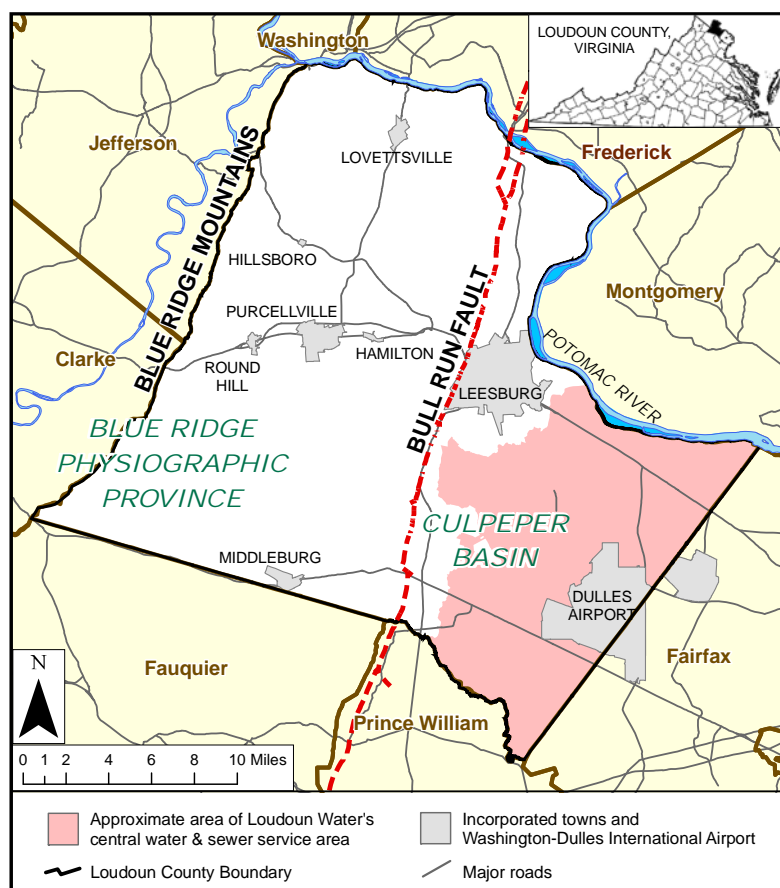 Washington
LOUDOUN COUNTY,
VIRGINIA
Jefferson
LOVETTSVILLE
Frederick
BLUE RIDGE MOUNTAINS
HILLSBORO
Montgomery
PURCELLVILLE
Clarke
ROUND
HILL
HAMILTON
BULL RUN FAULT
LEESBURG
POTOMAC RIVER
BLUE RIDGE
PHYSIOGRAPHIC
PROVINCE
CULPEPER
BASIN
MIDDLEBURG
DULLES
AIRPORT
N
Fauquier
Fairfax
Prince William
0 1 2 4 6 8 10 Miles
Approximate area of Loudoun Water's
central water & sewer service area
Incorporated towns and
Washington-Dulles International Airport
Loudoun County Boundary
Major roads